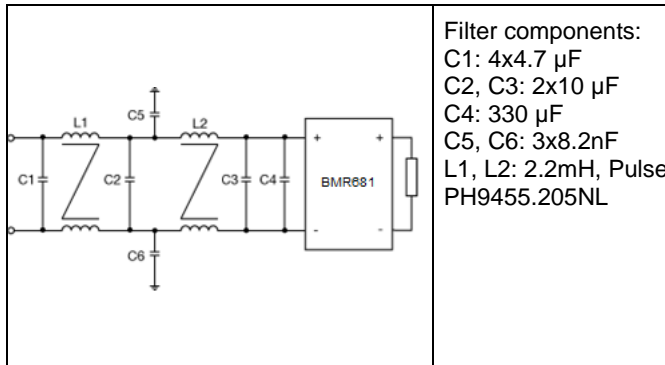 L1
C5
L2
C1
C2
C3
C4
+
+
BMR681
-
-
C6
Filter components:
C1: 4x4.7 µF
C2, C3: 2x10 µF
C4: 330 µF
C5, C6: 3x8.2nF
L1, L2: 2.2mH, Pulse
PH9455.205NL